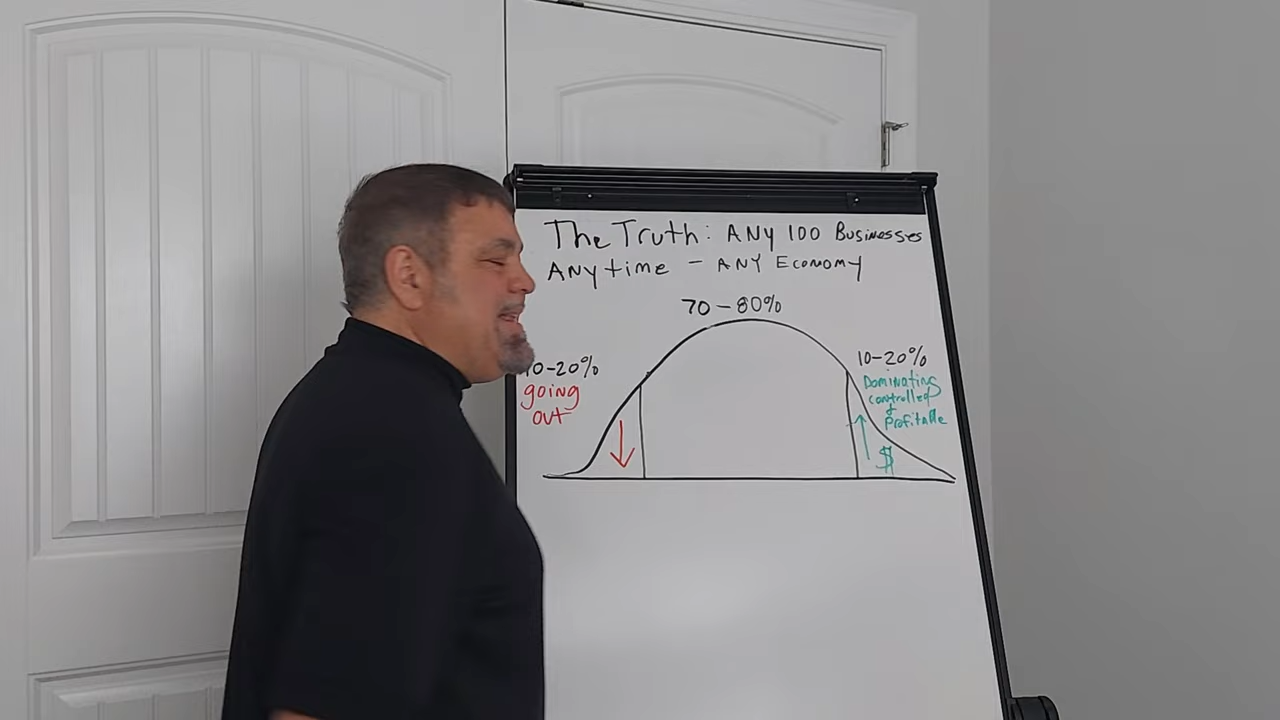 The Truth: ANY 100 Businesses
ANytime - ANY ECONOMY
70-80%
10-20%
going
out
10-20%
Dominating
controlled
&
Profitable
$